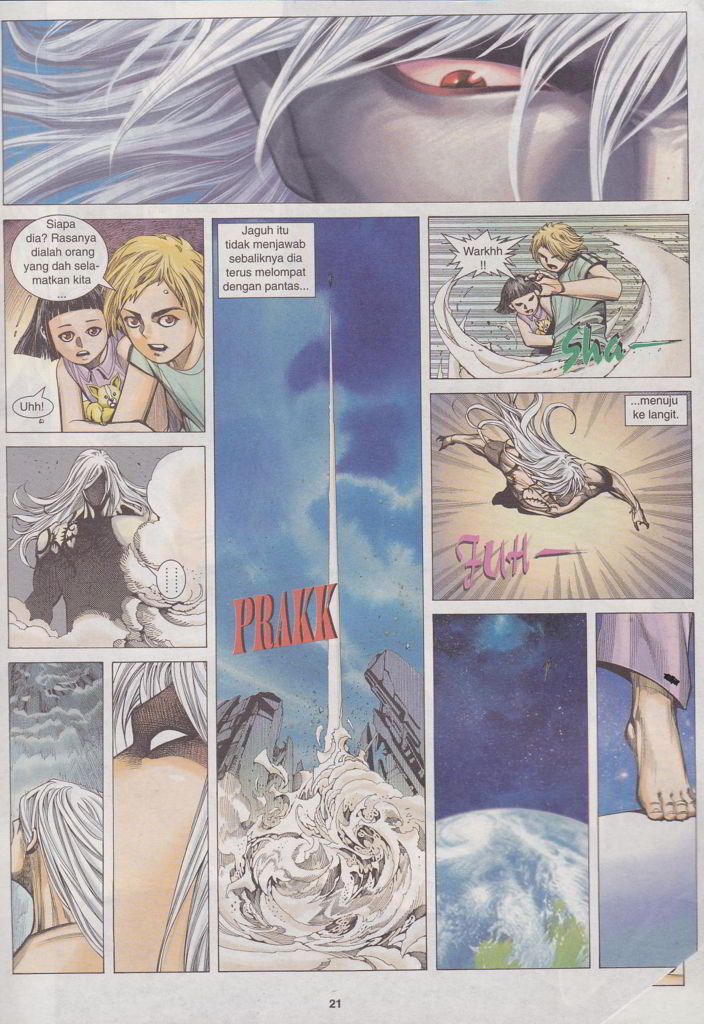 Siapa
dia? Rasanya
dialah orang
yang dah sela-
matkan kita
...
Uhh!
......
Jaguh itu
tidak menjawab
sebaliknya dia
terus melompat
dengan pantas...
PRAKK
Warkhh
!!
Sha—
...menuju
ke langit.
FUH—
21